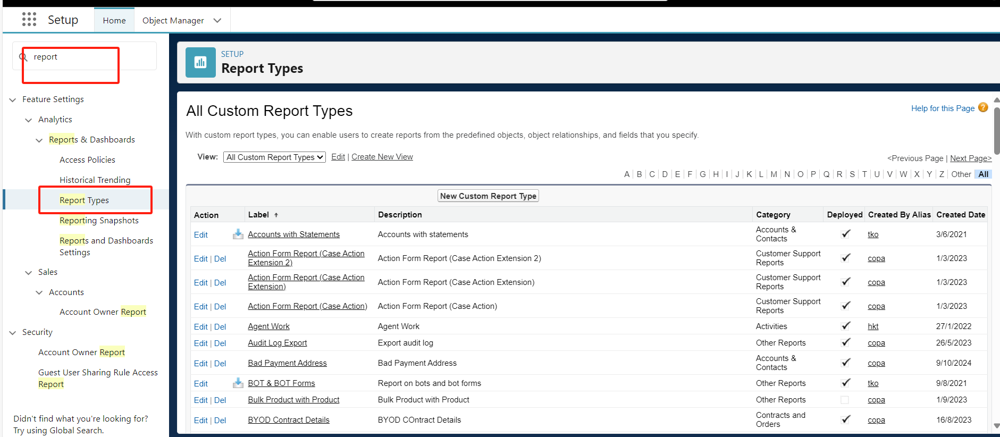 Setup
Home
Object Manager
report
Feature Settings
Analytics
Reports & Dashboards
Access Policies
Historical Trending
Report Types
Reporting Snapshots
Reports and Dashboards
Settings
Sales
Accounts
Account Owner Report
Security
Account Owner Report
Guest User Sharing Rule Access
Report
Didn't find what you're looking for?
Try using Global Search.
SETUP
Report Types
All Custom Report Types
Help for this Page ?
With custom report types, you can enable users to create reports from the predefined objects, object relationships, and fields that you specify.
View: All Custom Report Types Edit | Create New View
<Previous Page | Next Page>
A | B | C | D | E | F | G | H | I | J | K | L | M | N | O | P | Q | R | S | T | U | V | W | X | Y | Z | Other | All
New Custom Report Type
Action Label ↑ Description Category Deployed Created By Alias Created Date
Edit Accounts with Statements Accounts with statements Accounts &
Contacts tko 3/6/2021
Edit | Del Action Form Report (Case Action
Extension 2) Action Form Report (Case Action Extension 2) Customer Support
Reports copa 1/3/2023
Edit | Del Action Form Report (Case Action
Extension) Action Form Report (Case Action Extension) Customer Support
Reports copa 1/3/2023
Edit | Del Action Form Report (Case Action) Action Form Report (Case Action) Customer Support
Reports copa 1/3/2023
Edit | Del Agent Work Agent Work Activities hkt 27/1/2022
Edit | Del Audit Log Export Export audit log Other Reports copa 26/5/2023
Edit | Del Bad Payment Address Bad Payment Address Accounts &
Contacts copa 9/10/2024
Edit BOT & BOT Forms Report on bots and bot forms Other Reports tko 9/8/2021
Edit | Del Bulk Product with Product Bulk Product with Product Other Reports copa 1/9/2023
Edit | Del BYOD Contract Details BYOD COntract Details Contracts and
Orders copa 16/8/2023